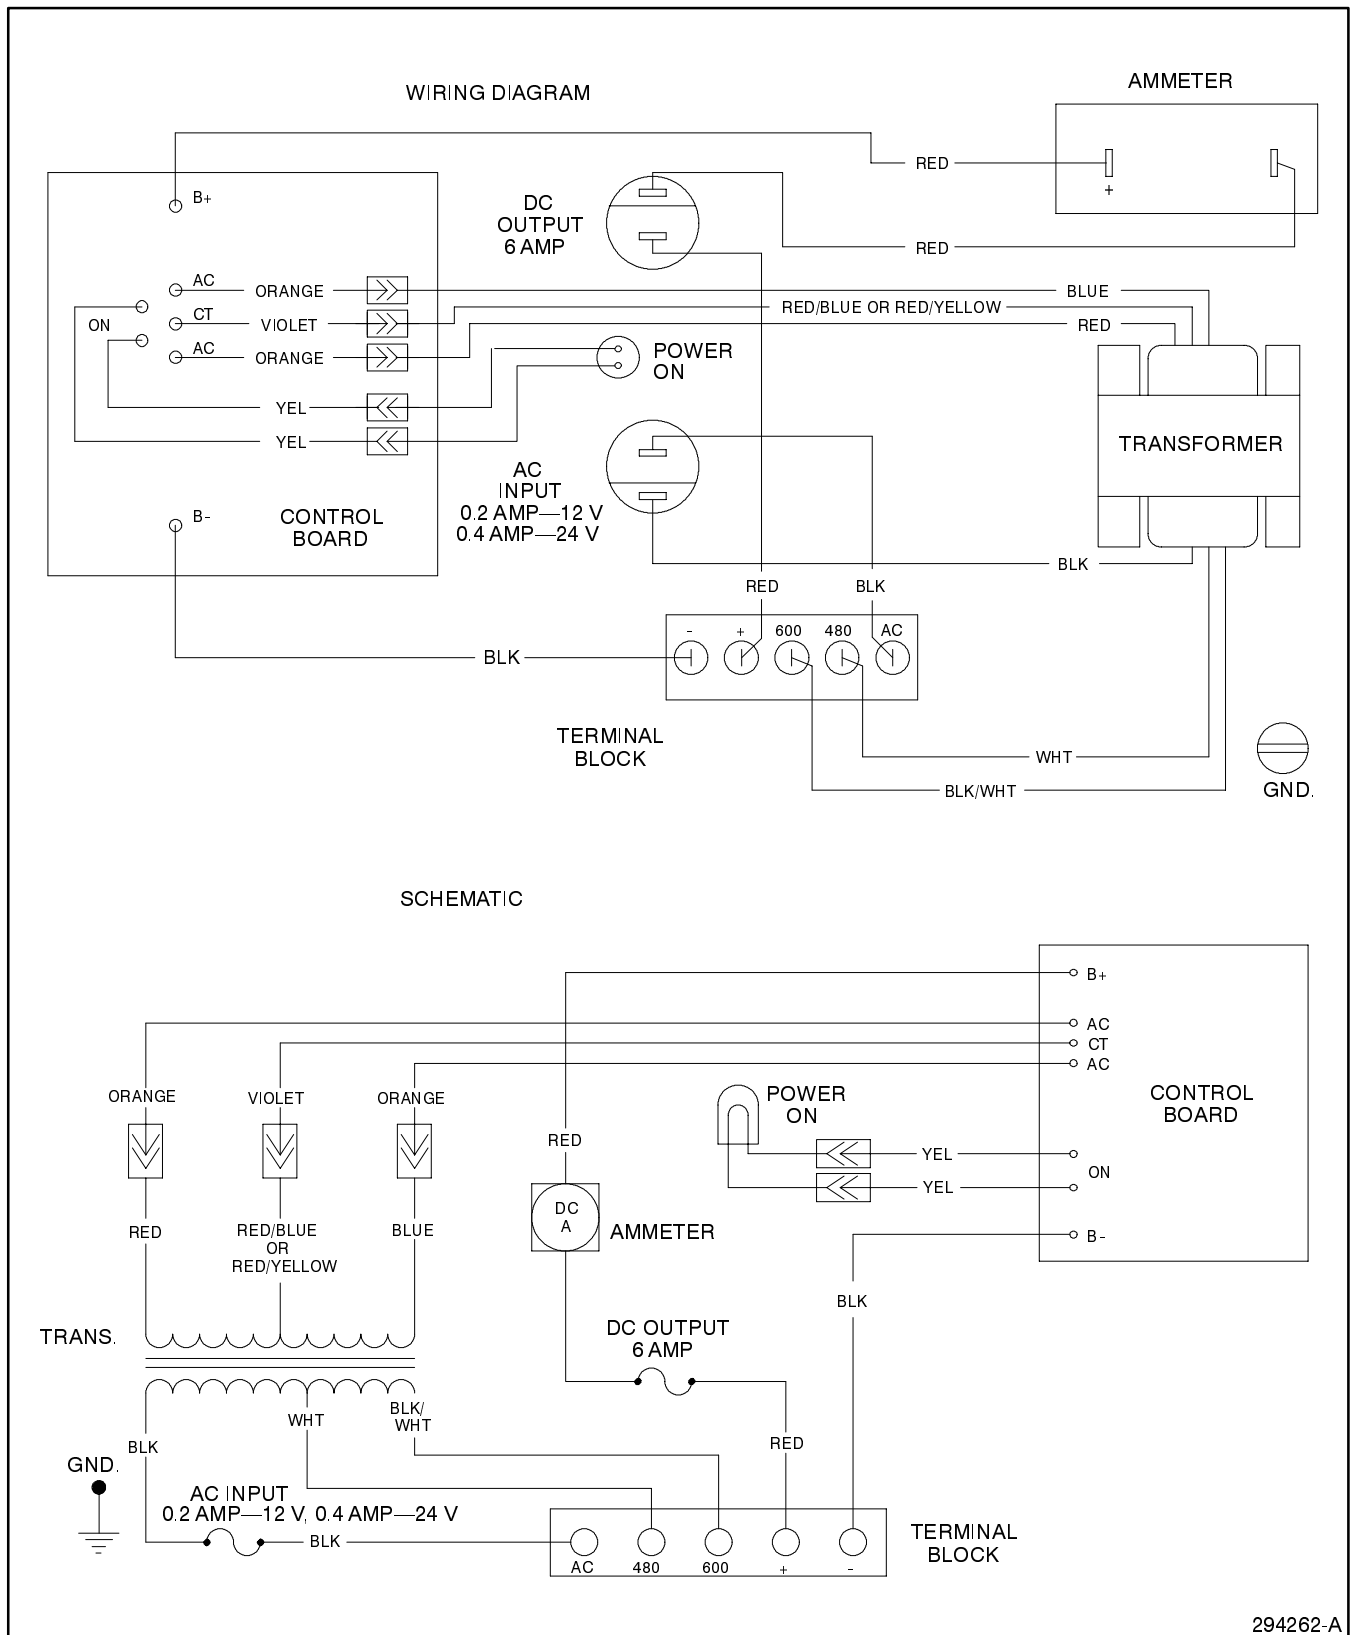 WIRING DIAGRAM
AMMETER
RED
+
B+
DC
OUTPUT
6 AMP
RED
AC
ORANGE
BLUE
RED/BLUE OR RED/YELLOW
CT
VIOLET
ON
RED
AC
ORANGE
POWER
ON
YEL
YEL
TRANSFORMER
AC
INPUT
0.2 AMP—12 V
0.4 AMP—24 V
B-
CONTROL
BOARD
BLK
RED
BLK
- + 600 480 AC
BLK
TERMINAL
BLOCK
WHT
BLK/WHT
GND.
SCHEMATIC
B+
AC
CT
AC
CONTROL
BOARD
ORANGE
VIOLET
ORANGE
POWER
ON
RED
YEL
ON
YEL
DC
A
AMMETER
RED
RED/BLUE
OR
RED/YELLOW
BLUE
B-
BLK
TRANS.
DC OUTPUT
6 AMP
WHT
BLK/
WHT
BLK
RED
GND.
AC INPUT
0.2 AMP—12 V, 0.4 AMP—24 V
BLK
TERMINAL
BLOCK
AC 480 600 + -
294262-A